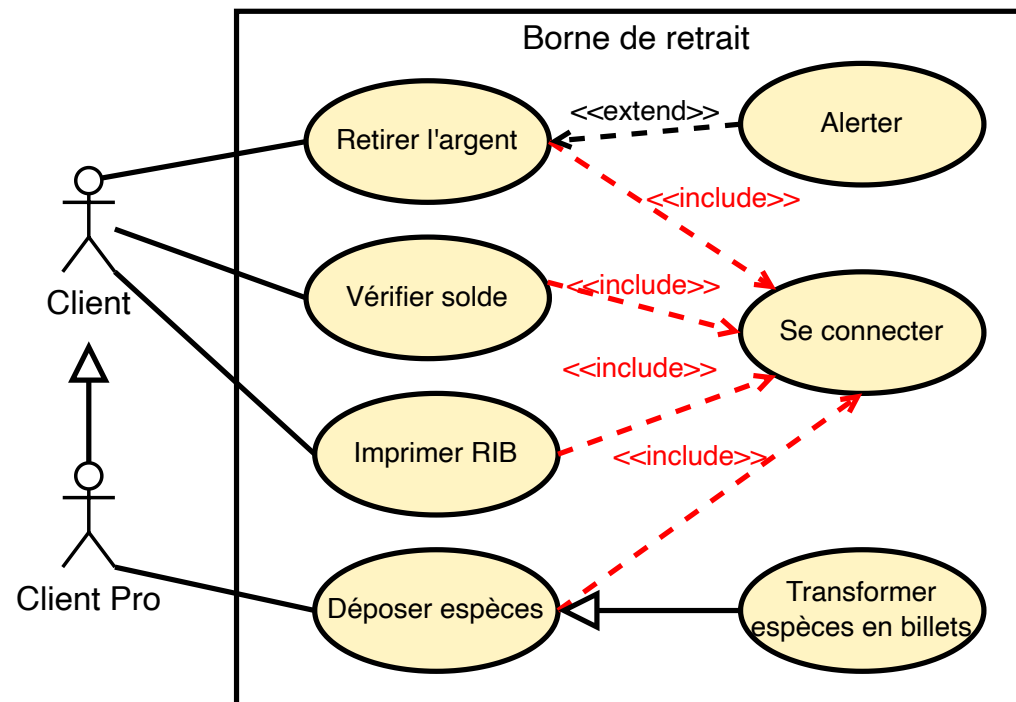 Borne de retrait
Retirer l'argent
<<extend>>
Alerter
<<include>>
Client
Vérifier solde
<<include>>
Se connecter
<<include>>
Imprimer RIB
<<include>>
Client Pro
Déposer espèces
Transformer
espèces en billets